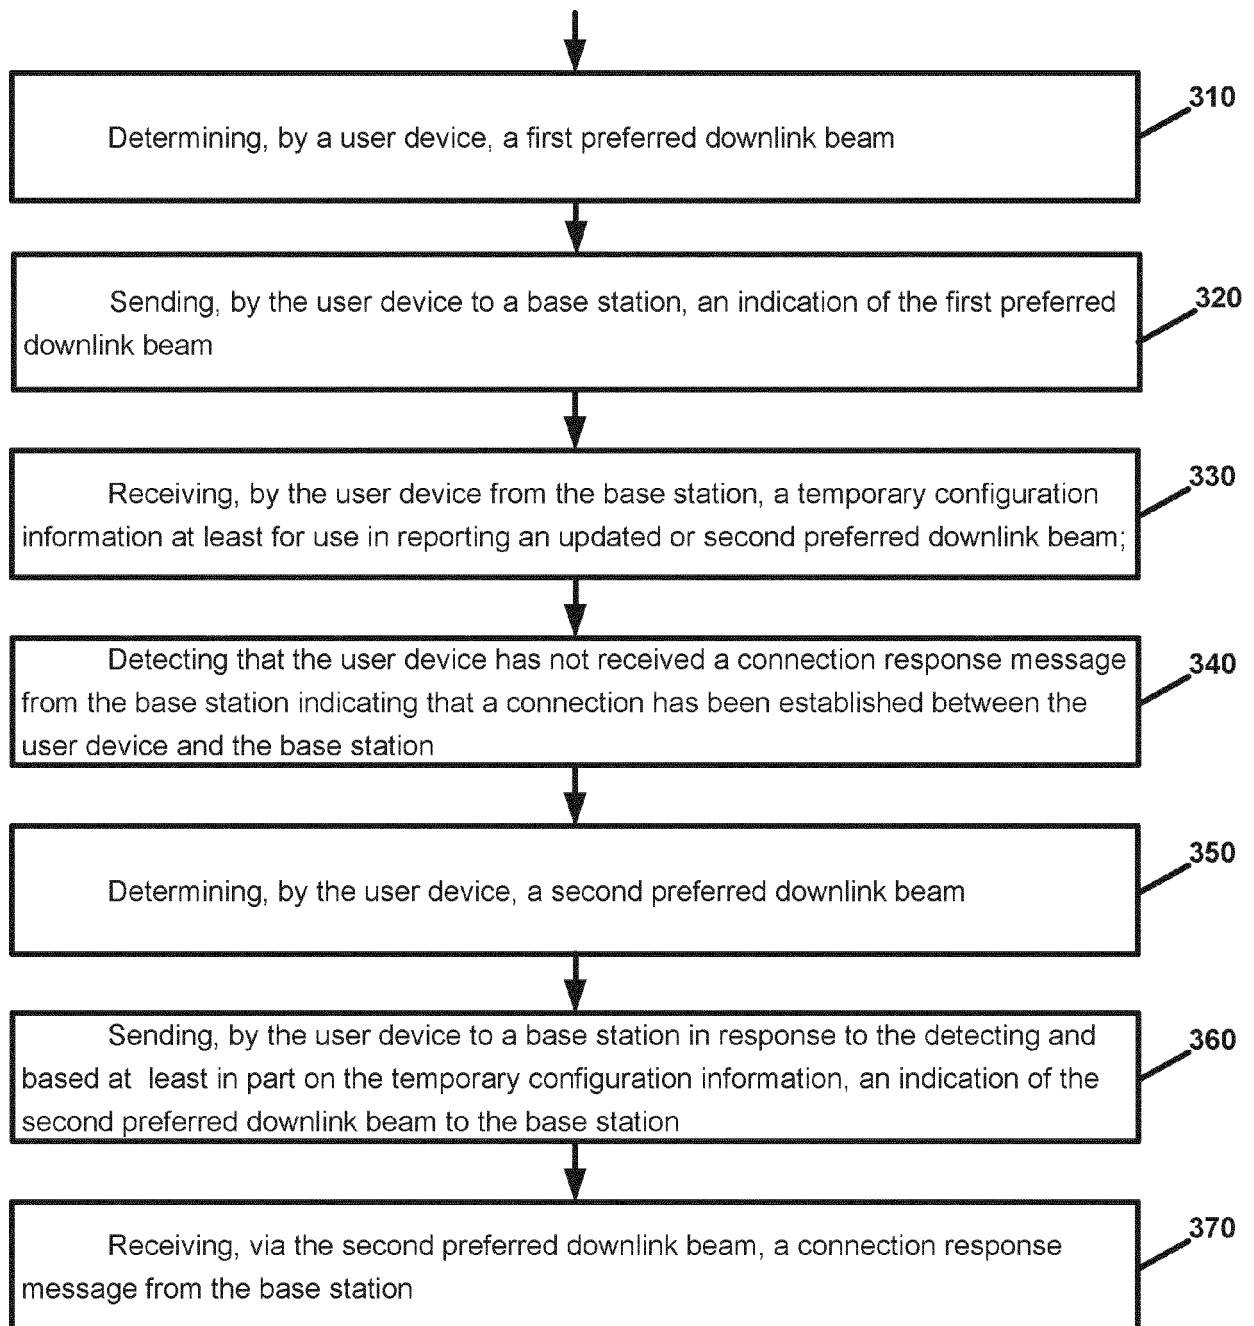 310
Determining, by a user device, a first preferred downlink beam
320
Sending, by the user device to a base station, an indication of the first preferred
downlink beam
330
Receiving, by the user device from the base station, a temporary configuration
information at least for use in reporting an updated or second preferred downlink beam;
340
Detecting that the user device has not received a connection response message
from the base station indicating that a connection has been established between the
user device and the base station
350
Determining, by the user device, a second preferred downlink beam
360
Sending, by the user device to a base station in response to the detecting and
based at least in part on the temporary configuration information, an indication of the
second preferred downlink beam to the base station
370
Receiving, via the second preferred downlink beam, a connection response
message from the base station